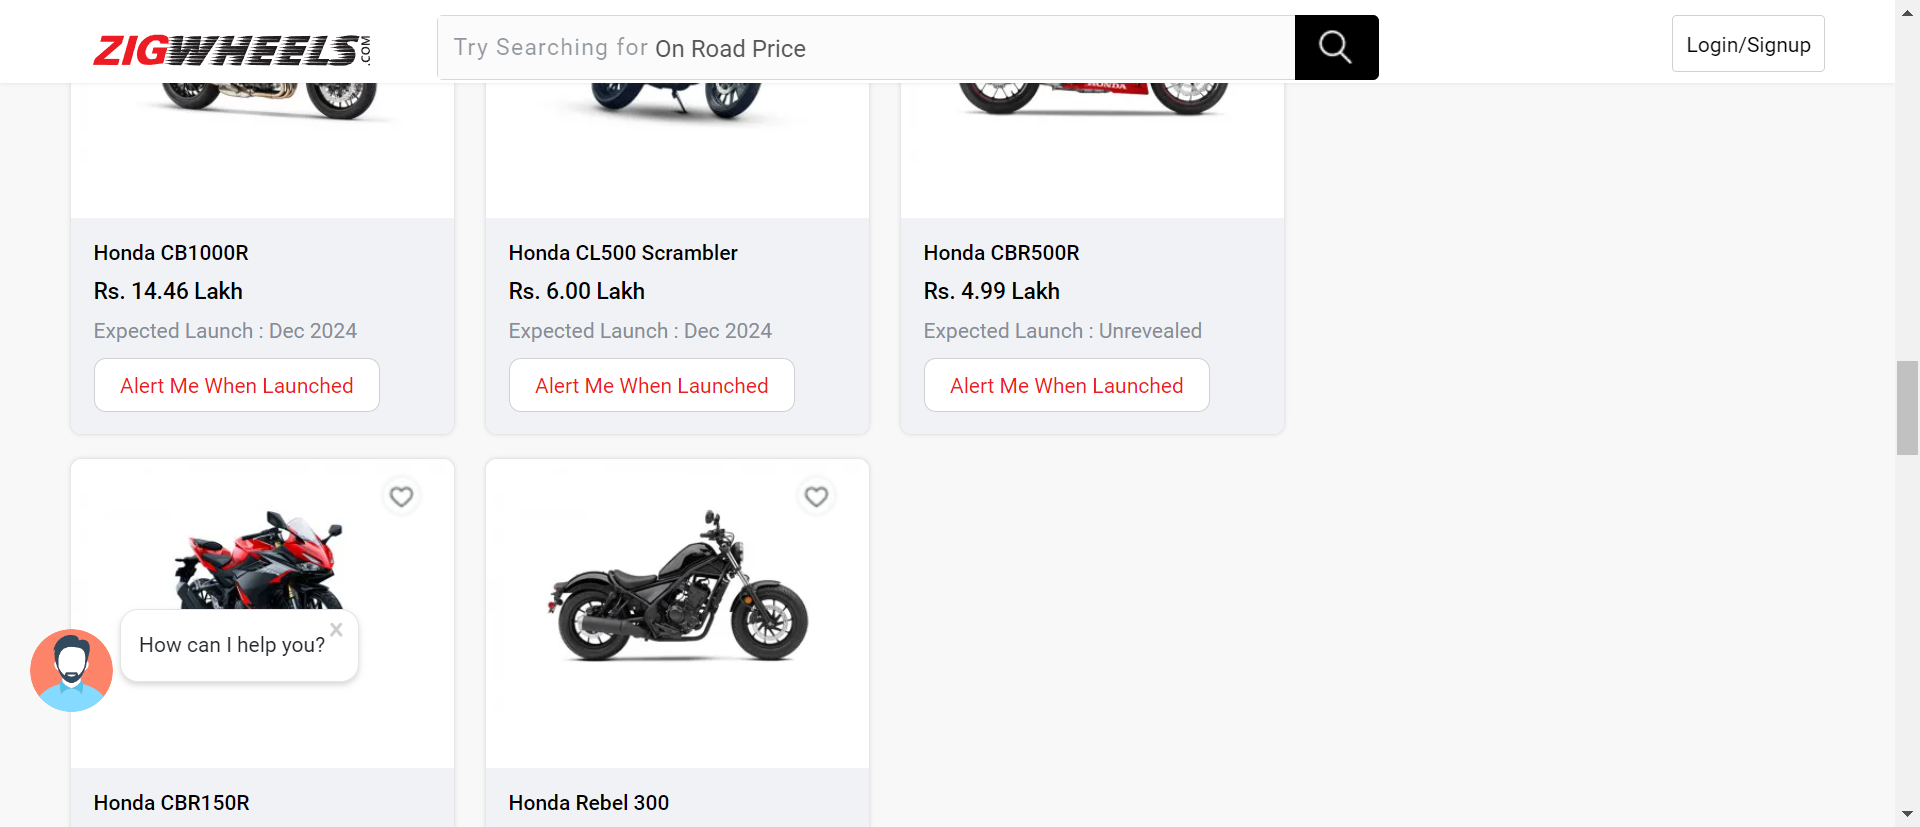 ZIGWHEELS.COM
Try Searching for On Road Price
Login/Signup
HONDA
Honda CB1000R
Rs. 14.46 Lakh
Expected Launch : Dec 2024
Alert Me When Launched
Honda CL500 Scrambler
Rs. 6.00 Lakh
Expected Launch : Dec 2024
Alert Me When Launched
Honda CBR500R
Rs. 4.99 Lakh
Expected Launch : Unrevealed
Alert Me When Launched
How can I help you?
Honda CBR150R
Honda Rebel 300